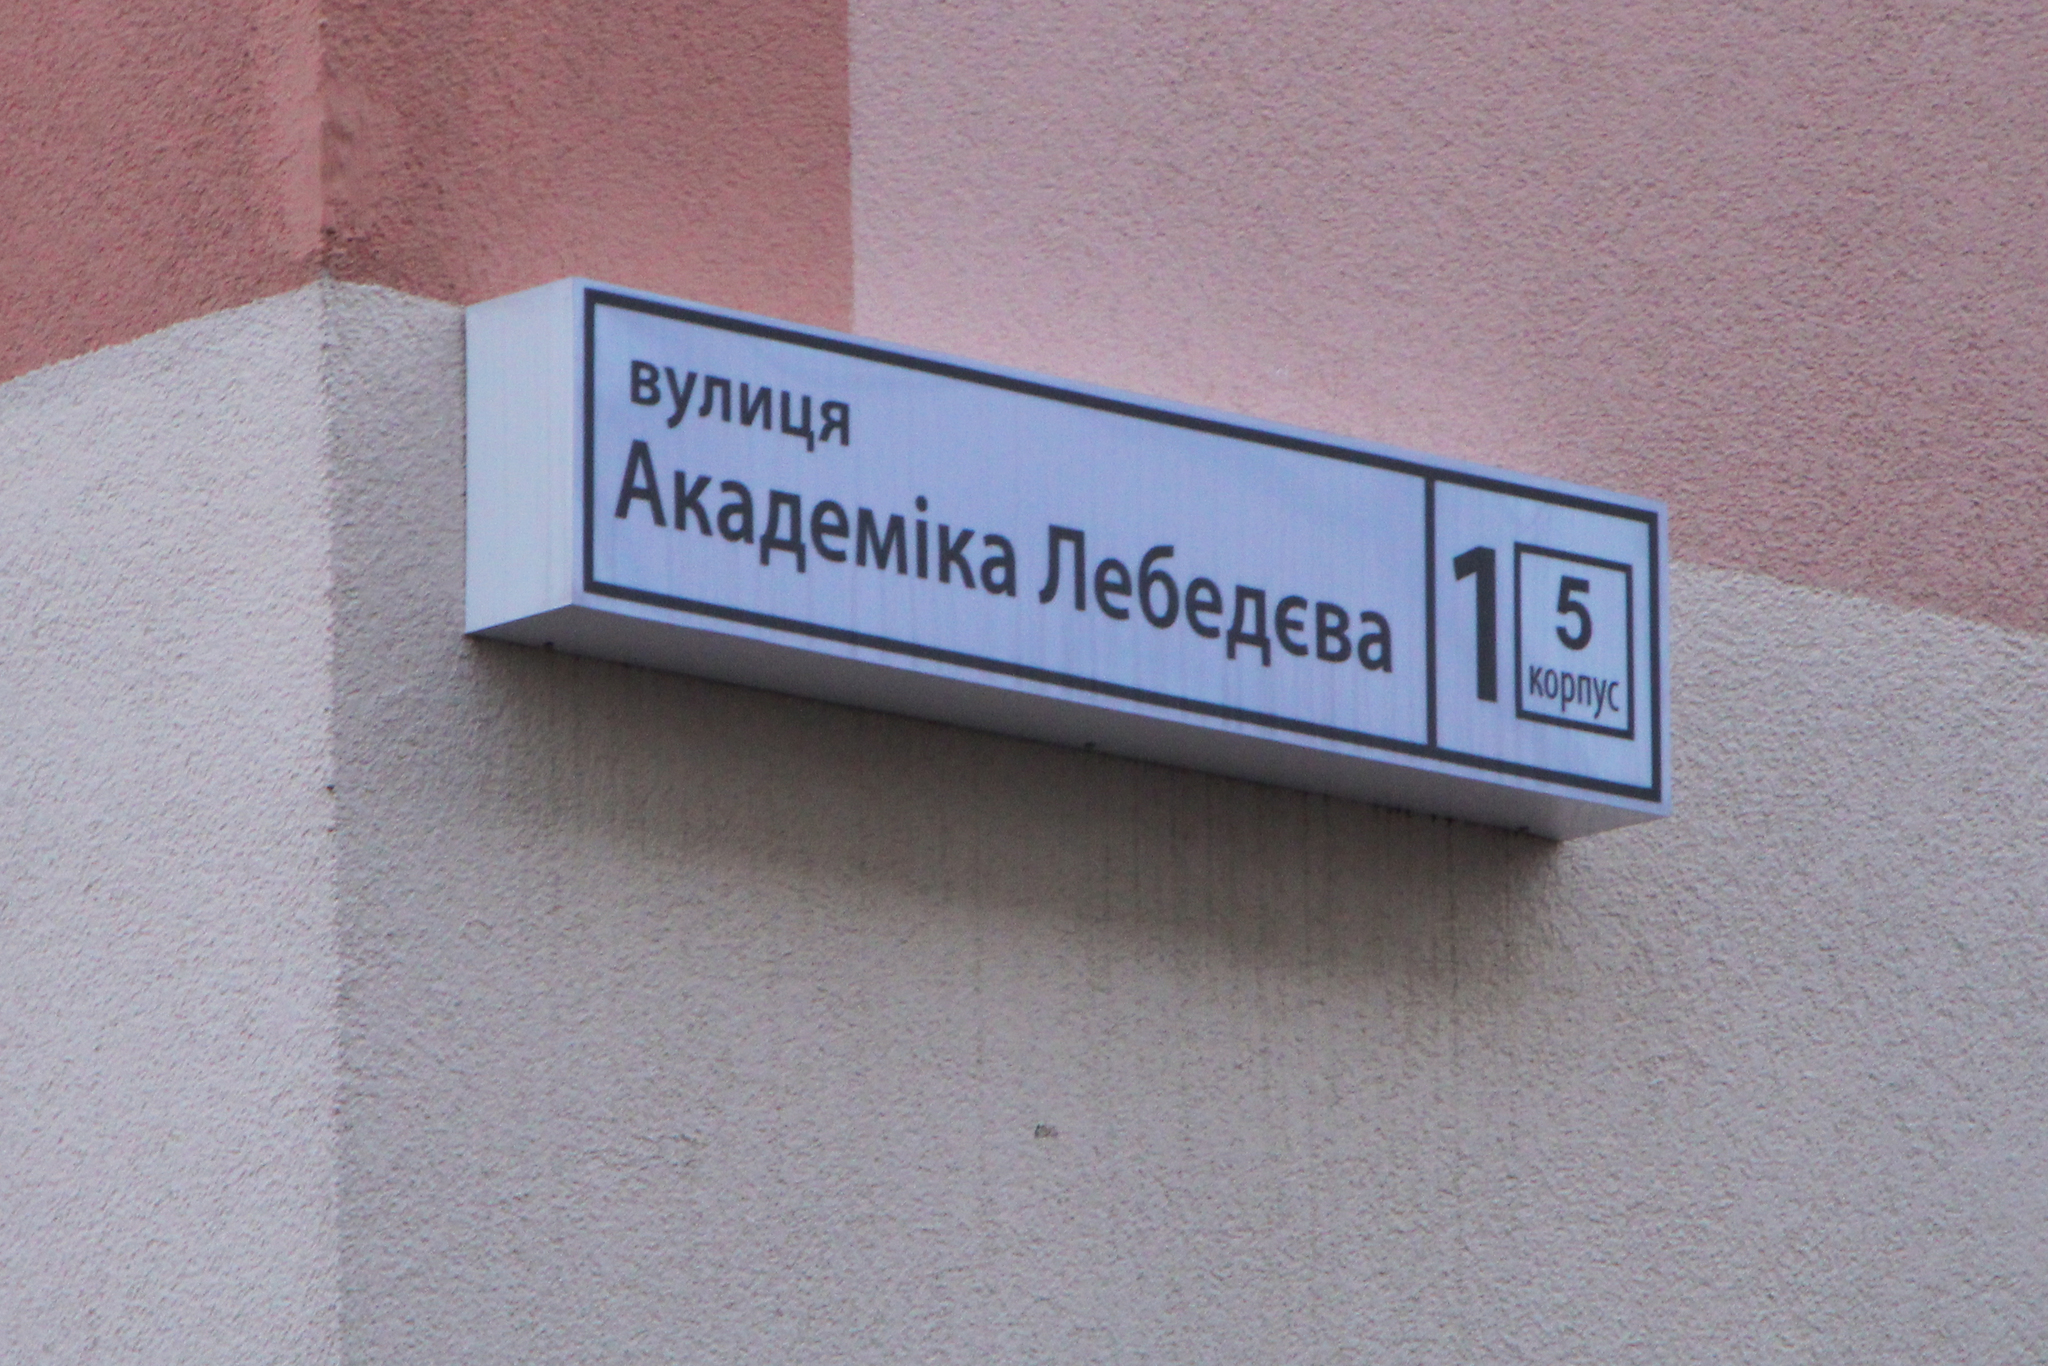 вулиця
Академіка Лебедєва
1
5
корпус